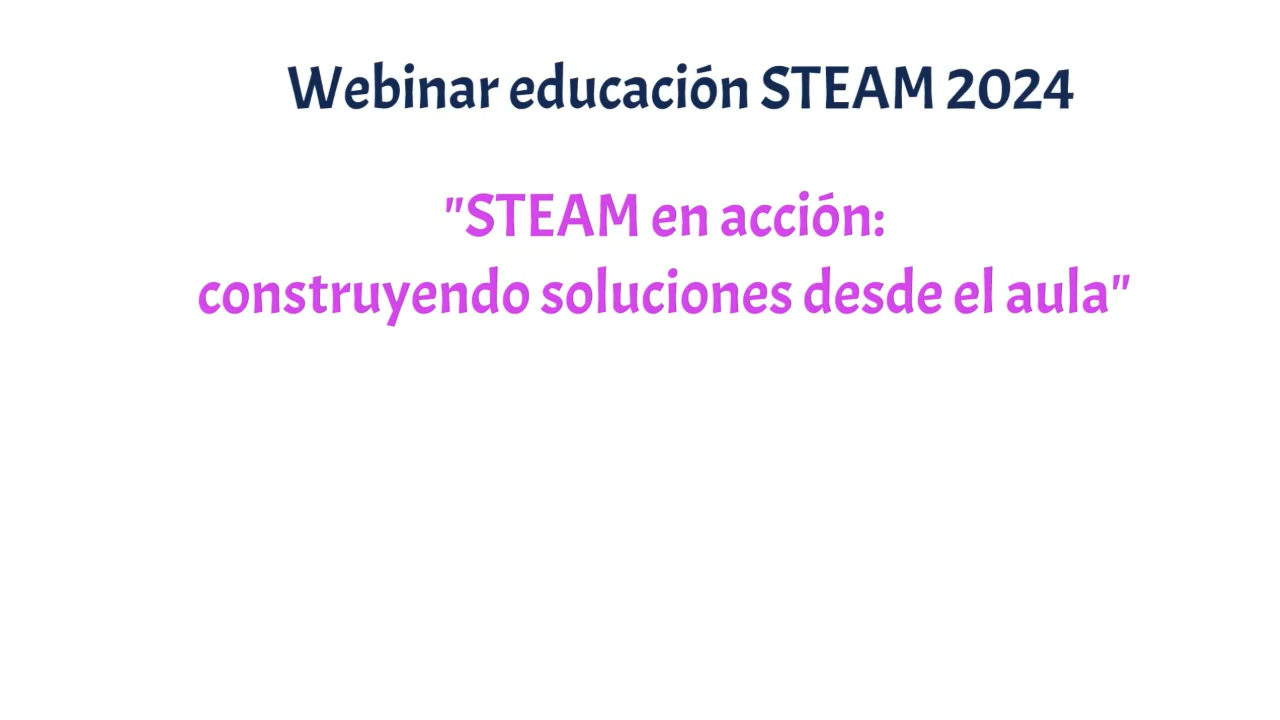 Webinar educación STEAM 2024
"STEAM en acción:
construyendo soluciones desde el aula"